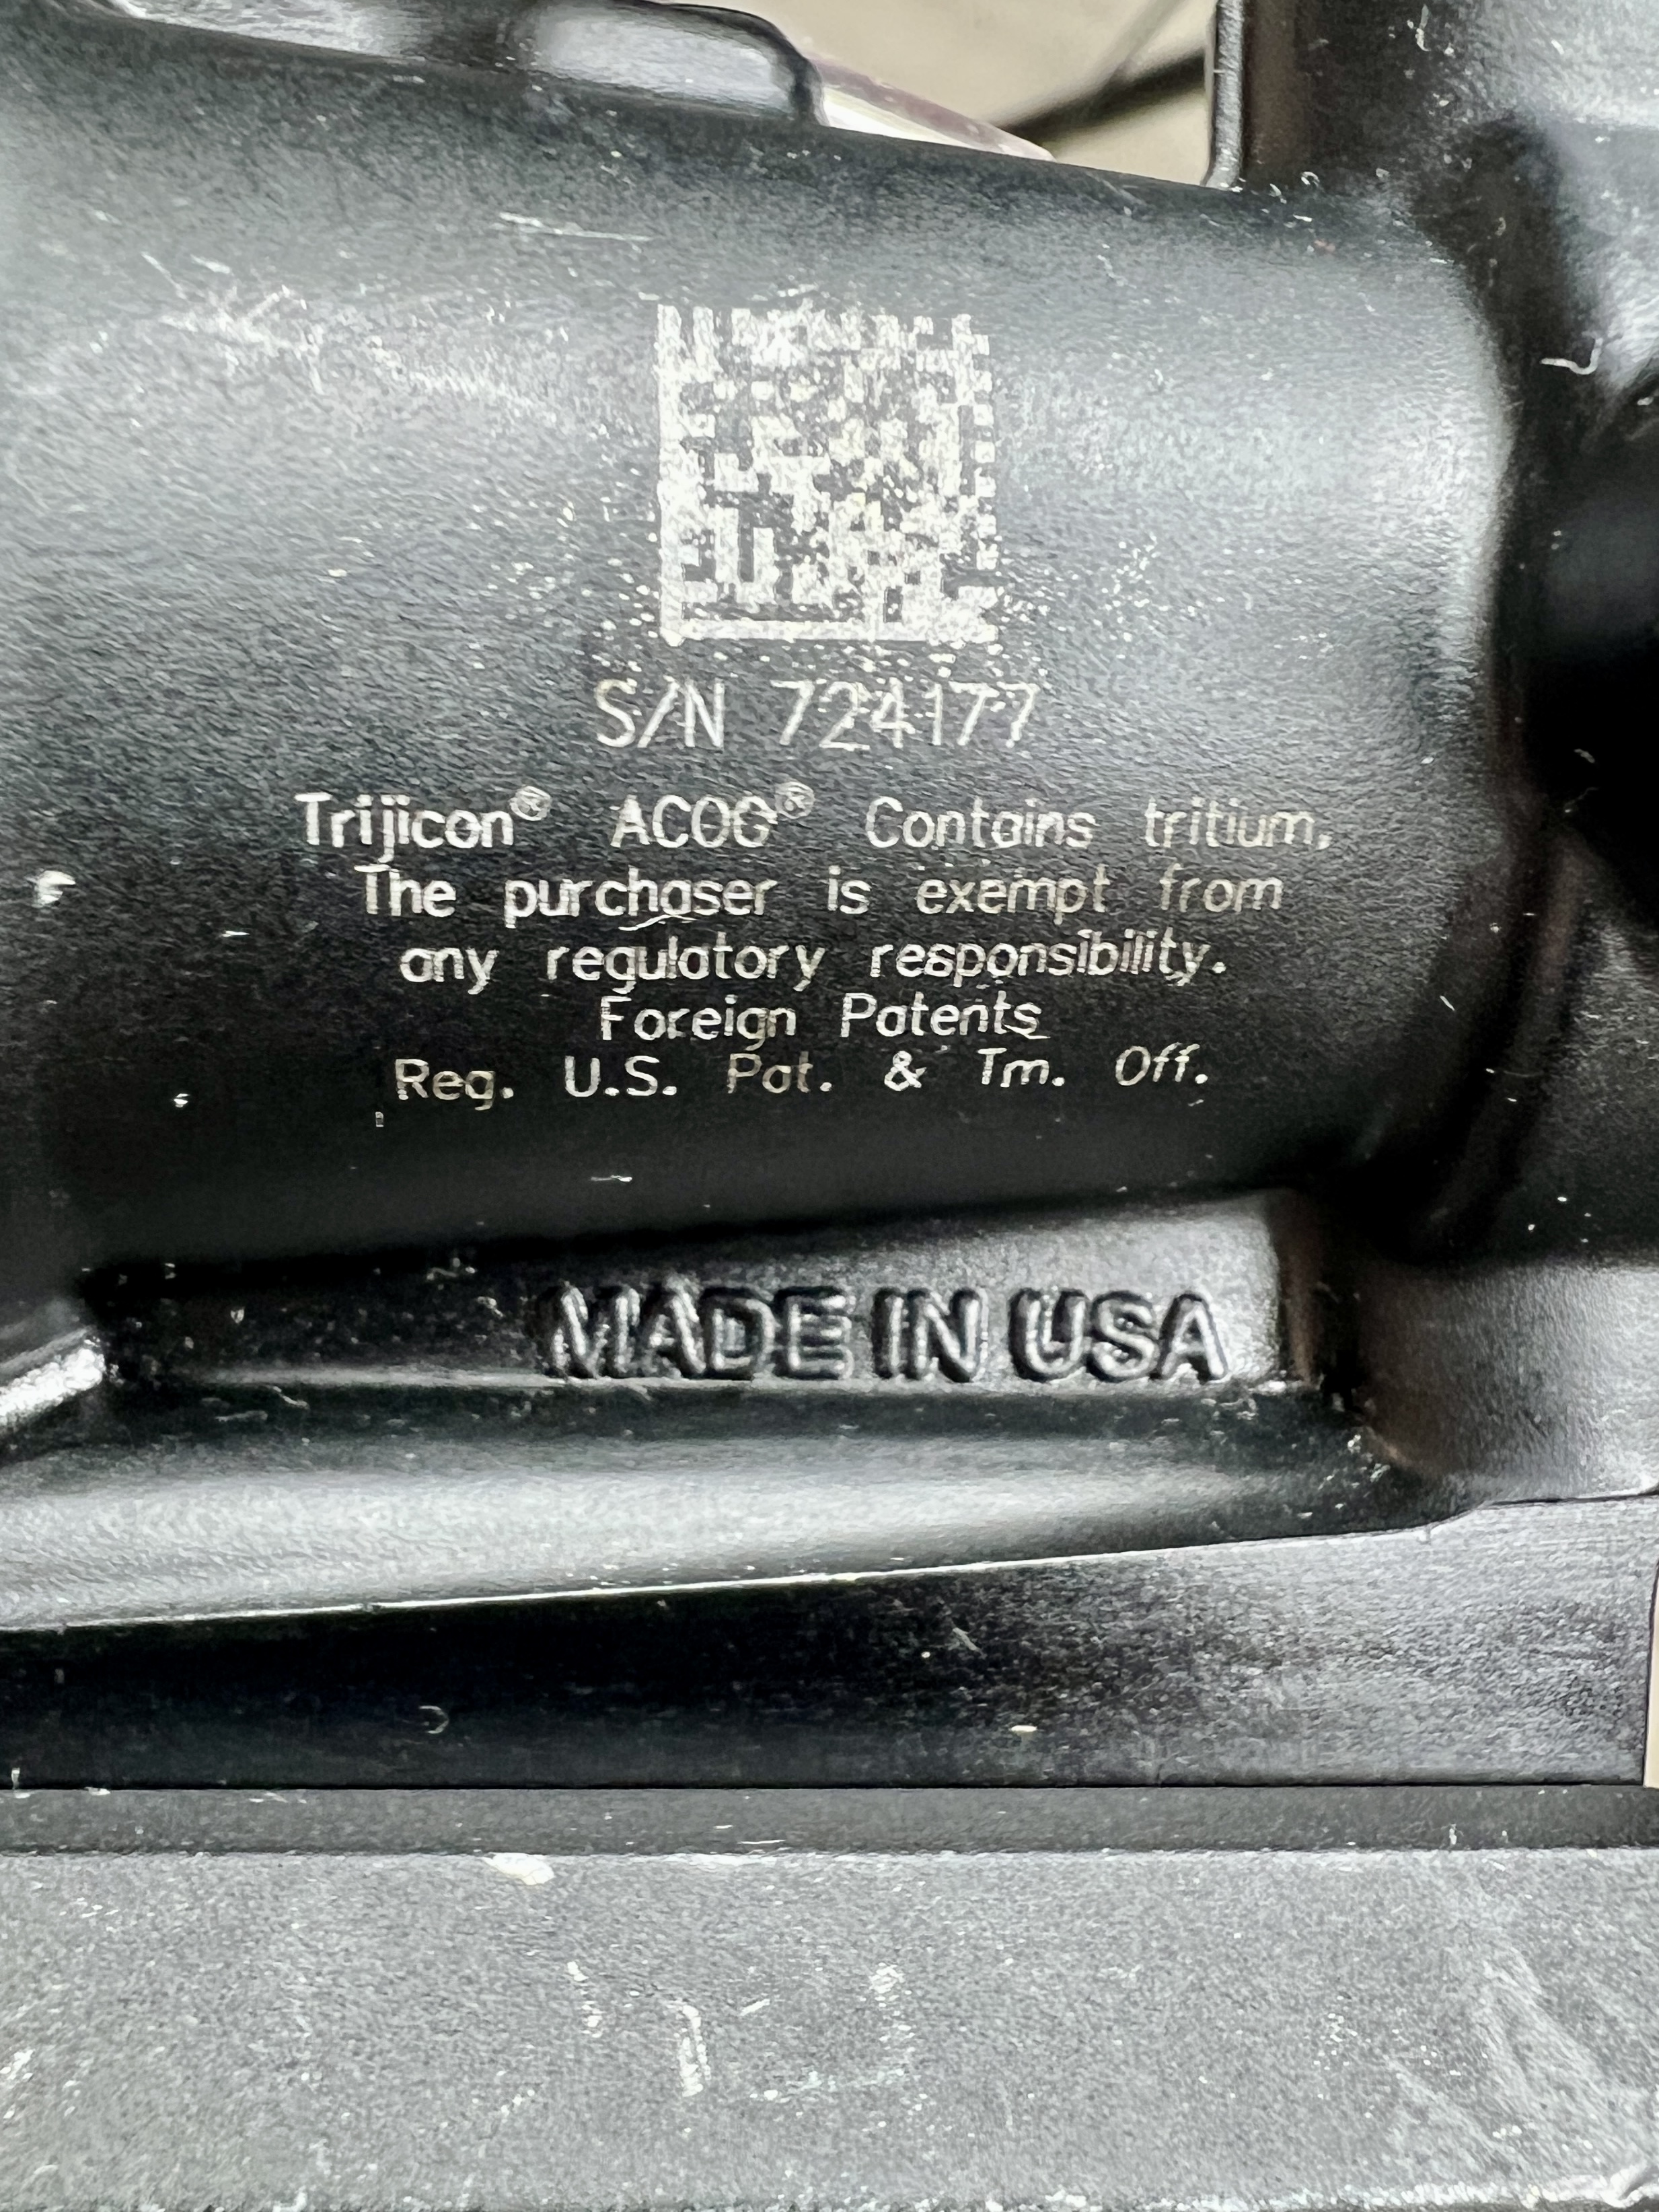 S/N 724177
Trijicon® ACOG® Contains tritium,
The purchaser is exempt from
any regulatory responsibility.
Foreign Patents
Reg. U.S. Pat. & Tm. Off.
MADE IN USA